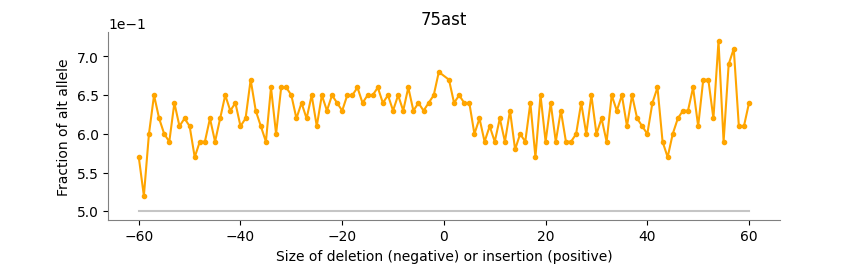 75ast
1e−1
7.0
6.5
6.0
5.5
5.0
Fraction of alt allele
−60 −40 −20 0 20 40 60
Size of deletion (negative) or insertion (positive)